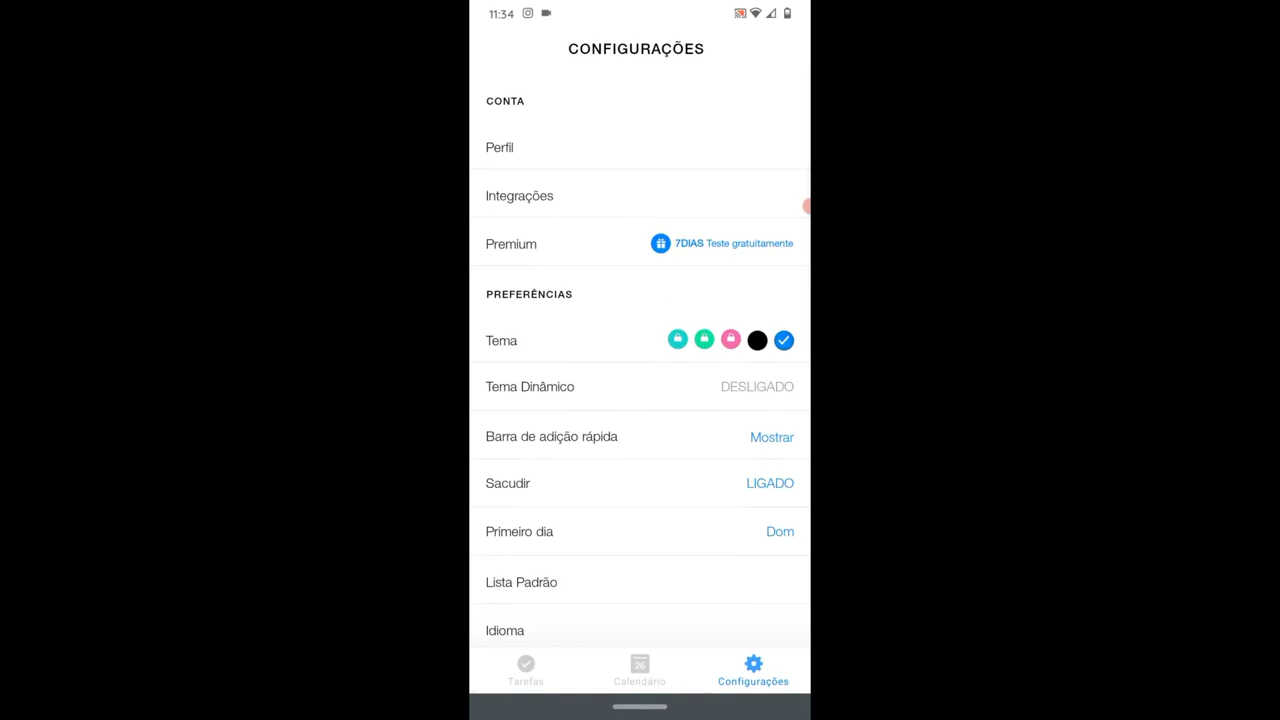 11:34
CONFIGURAÇÕES
CONTA
Perfil
Integrações
Premium 7DIAS Teste gratuitamente
PREFERÊNCIAS
Tema
Tema Dinâmico DESLIGADO
Barra de adição rápida Mostrar
Sacudir LIGADO
Primeiro dia Dom
Lista Padrão
Idioma
26
Tarefas Calendário Configurações